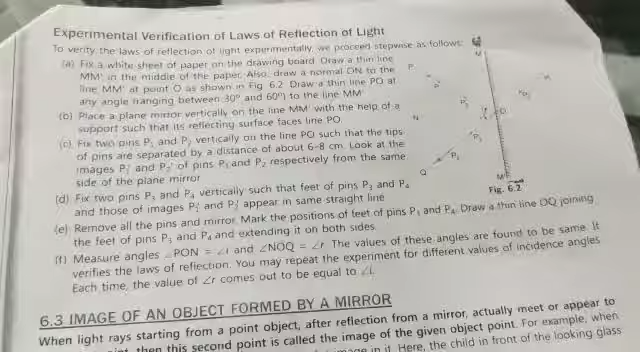 Experimental Verification of Laws of Reflection of Light
To verify the laws of reflection of light experimentally, we proceed stepwise as follows:
(a) Fix a white sheet of paper on the drawing board. Draw a thin line
MM' in the middle of the paper. Also, draw a normal ON to the
line MM' at point O as shown in Fig. 6.2. Draw a thin line PO at
any angle (ranging between 30° and 60°) to the line MM'
(b) Place a plane mirror vertically on the line MM' with the help of a
support such that its reflecting surface faces line PO.
(c) Fix two pins P₁ and P₂ vertically on the line PO such that the tips
of pins are separated by a distance of about 6–8 cm. Look at the
images P₁' and P₂' of pins P₁ and P₂ respectively from the same
side of the plane mirror
(d) Fix two pins P₃ and P₄ vertically such that feet of pins P₃ and P₄
and those of images P₁' and P₂' appear in same straight line
(e) Remove all the pins and mirror. Mark the positions of feet of pins P₃ and P₄. Draw a thin line OQ joining
the feet of pins P₃ and P₄ and extending it on both sides.
(f) Measure angles ∠PON = ∠i and ∠NOQ = ∠r. The values of these angles are found to be same. It
verifies the laws of reflection. You may repeat the experiment for different values of incidence angles.
Each time, the value of ∠r comes out to be equal to ∠i.
M
P
N
O
P₂
P₃
P₄
Q
M'
Fig. 6.2
6.3 IMAGE OF AN OBJECT FORMED BY A MIRROR
When light rays starting from a point object, after reflection from a mirror, actually meet or appear to
then this second point is called the image of the given object point. For example, when
in it. Here, the child in front of the looking glass